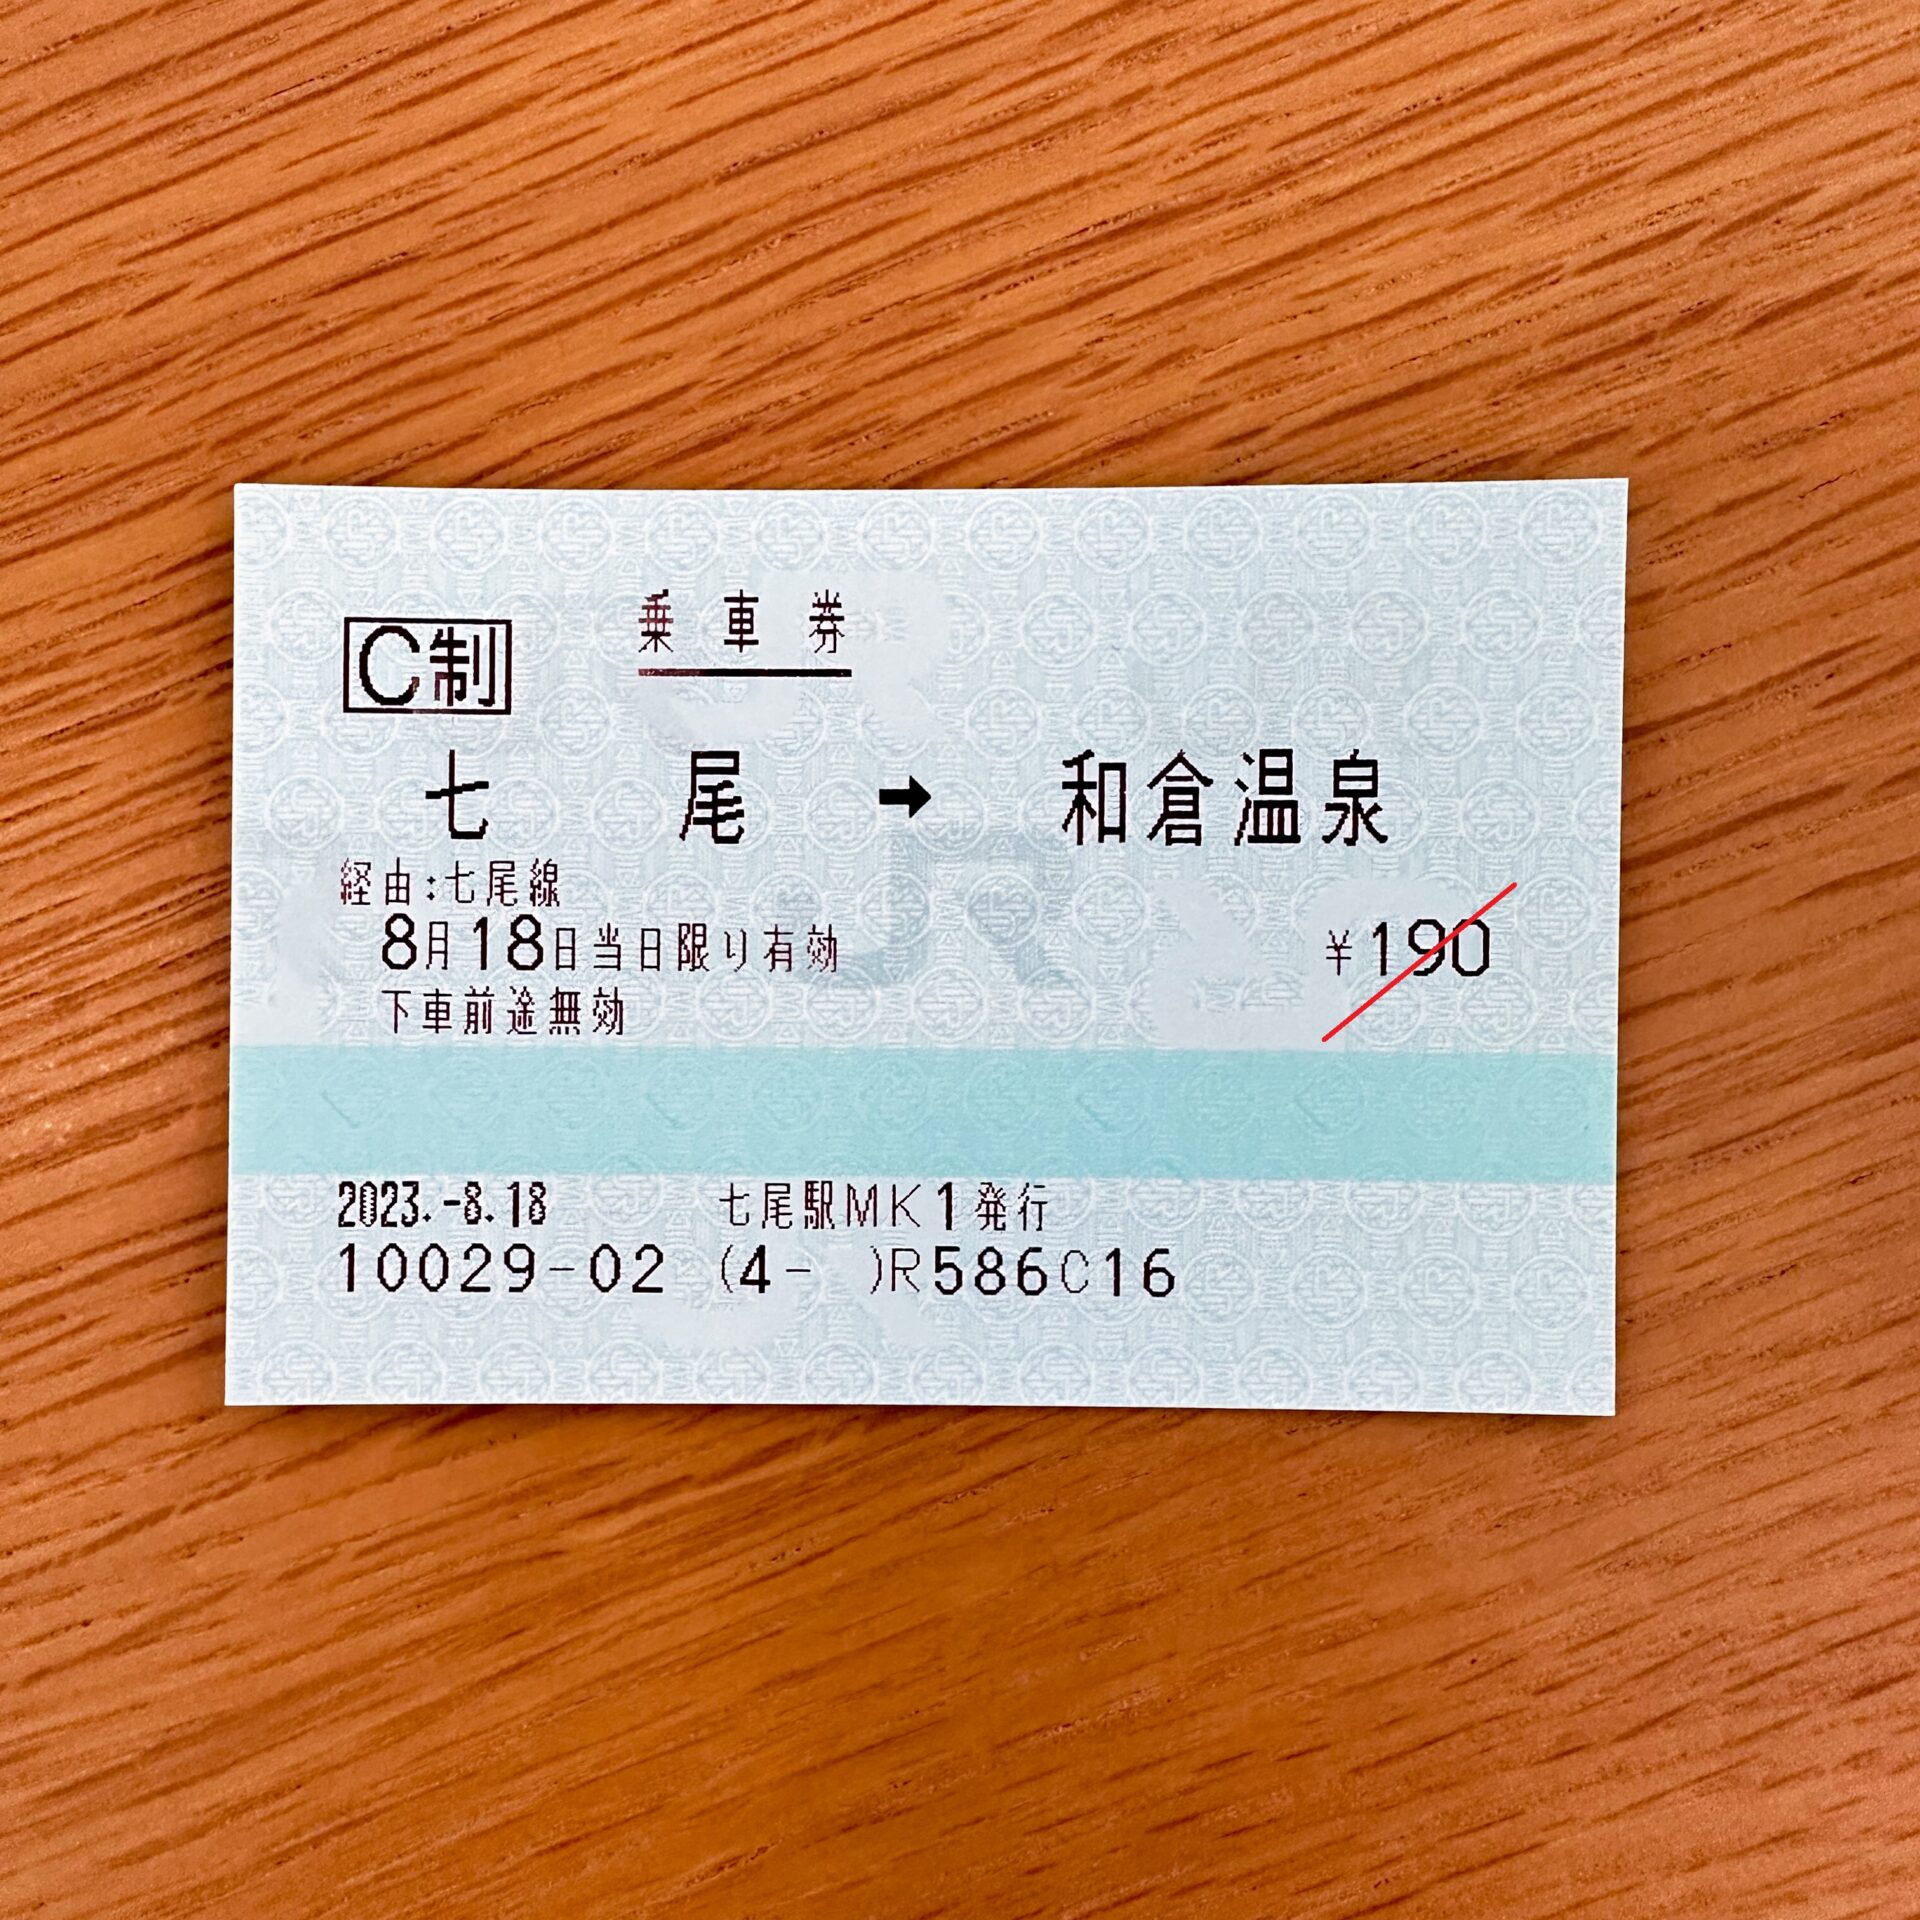 C制
乗車券
七尾 ➡ 和倉温泉
経由:七尾線
8月18日当日限り有効 ¥190
下車前途無効
2023.-8.18 七尾駅MK1発行
10029-02 (4- )R586C16